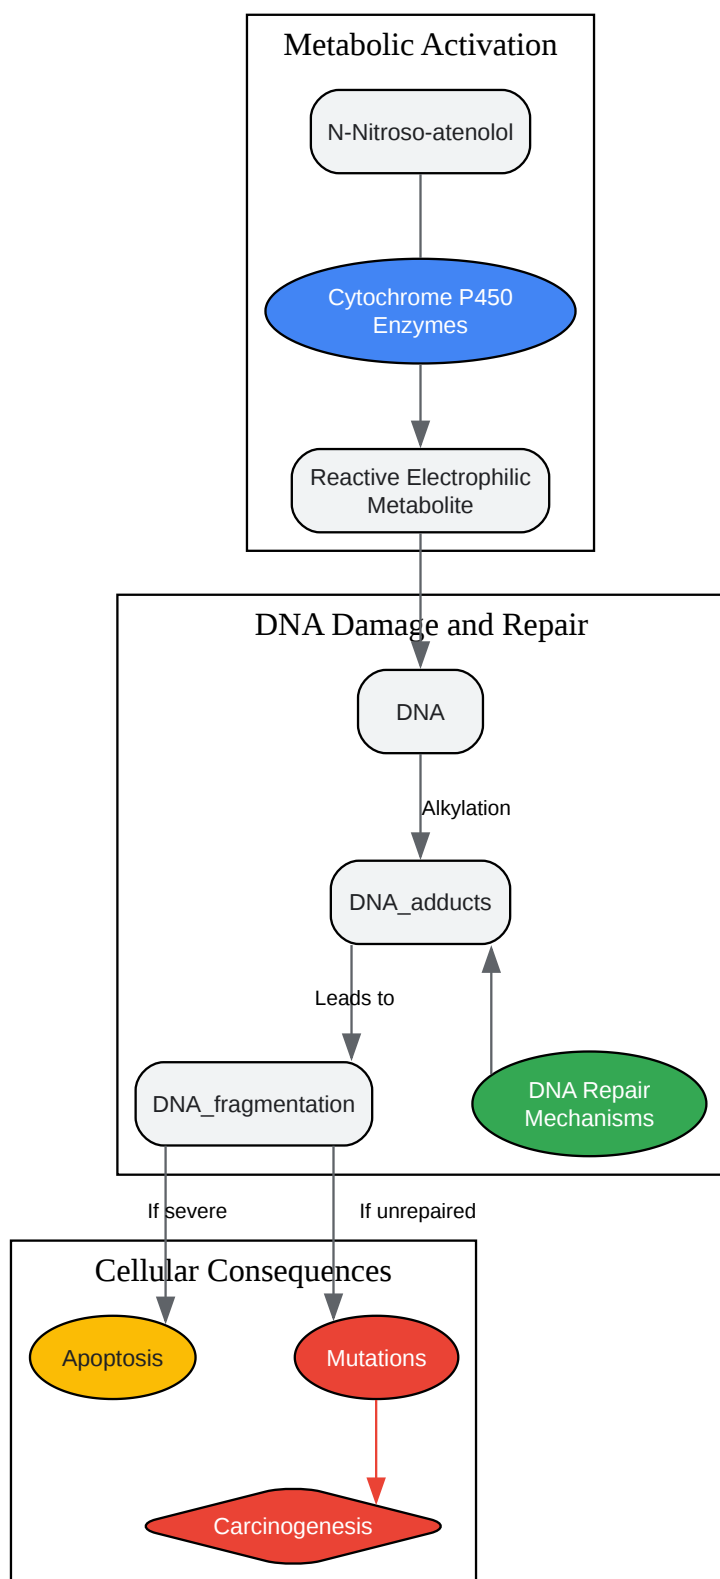 Metabolic Activation
N-Nitroso-atenolol
Cytochrome P450
Enzymes
Reactive Electrophilic
Metabolite
DNA Damage and Repair
DNA
Alkylation
DNA_adducts
Leads to
DNA_fragmentation
DNA Repair
Mechanisms
If severe
If unrepaired
Cellular Consequences
Apoptosis
Mutations
Carcinogenesis